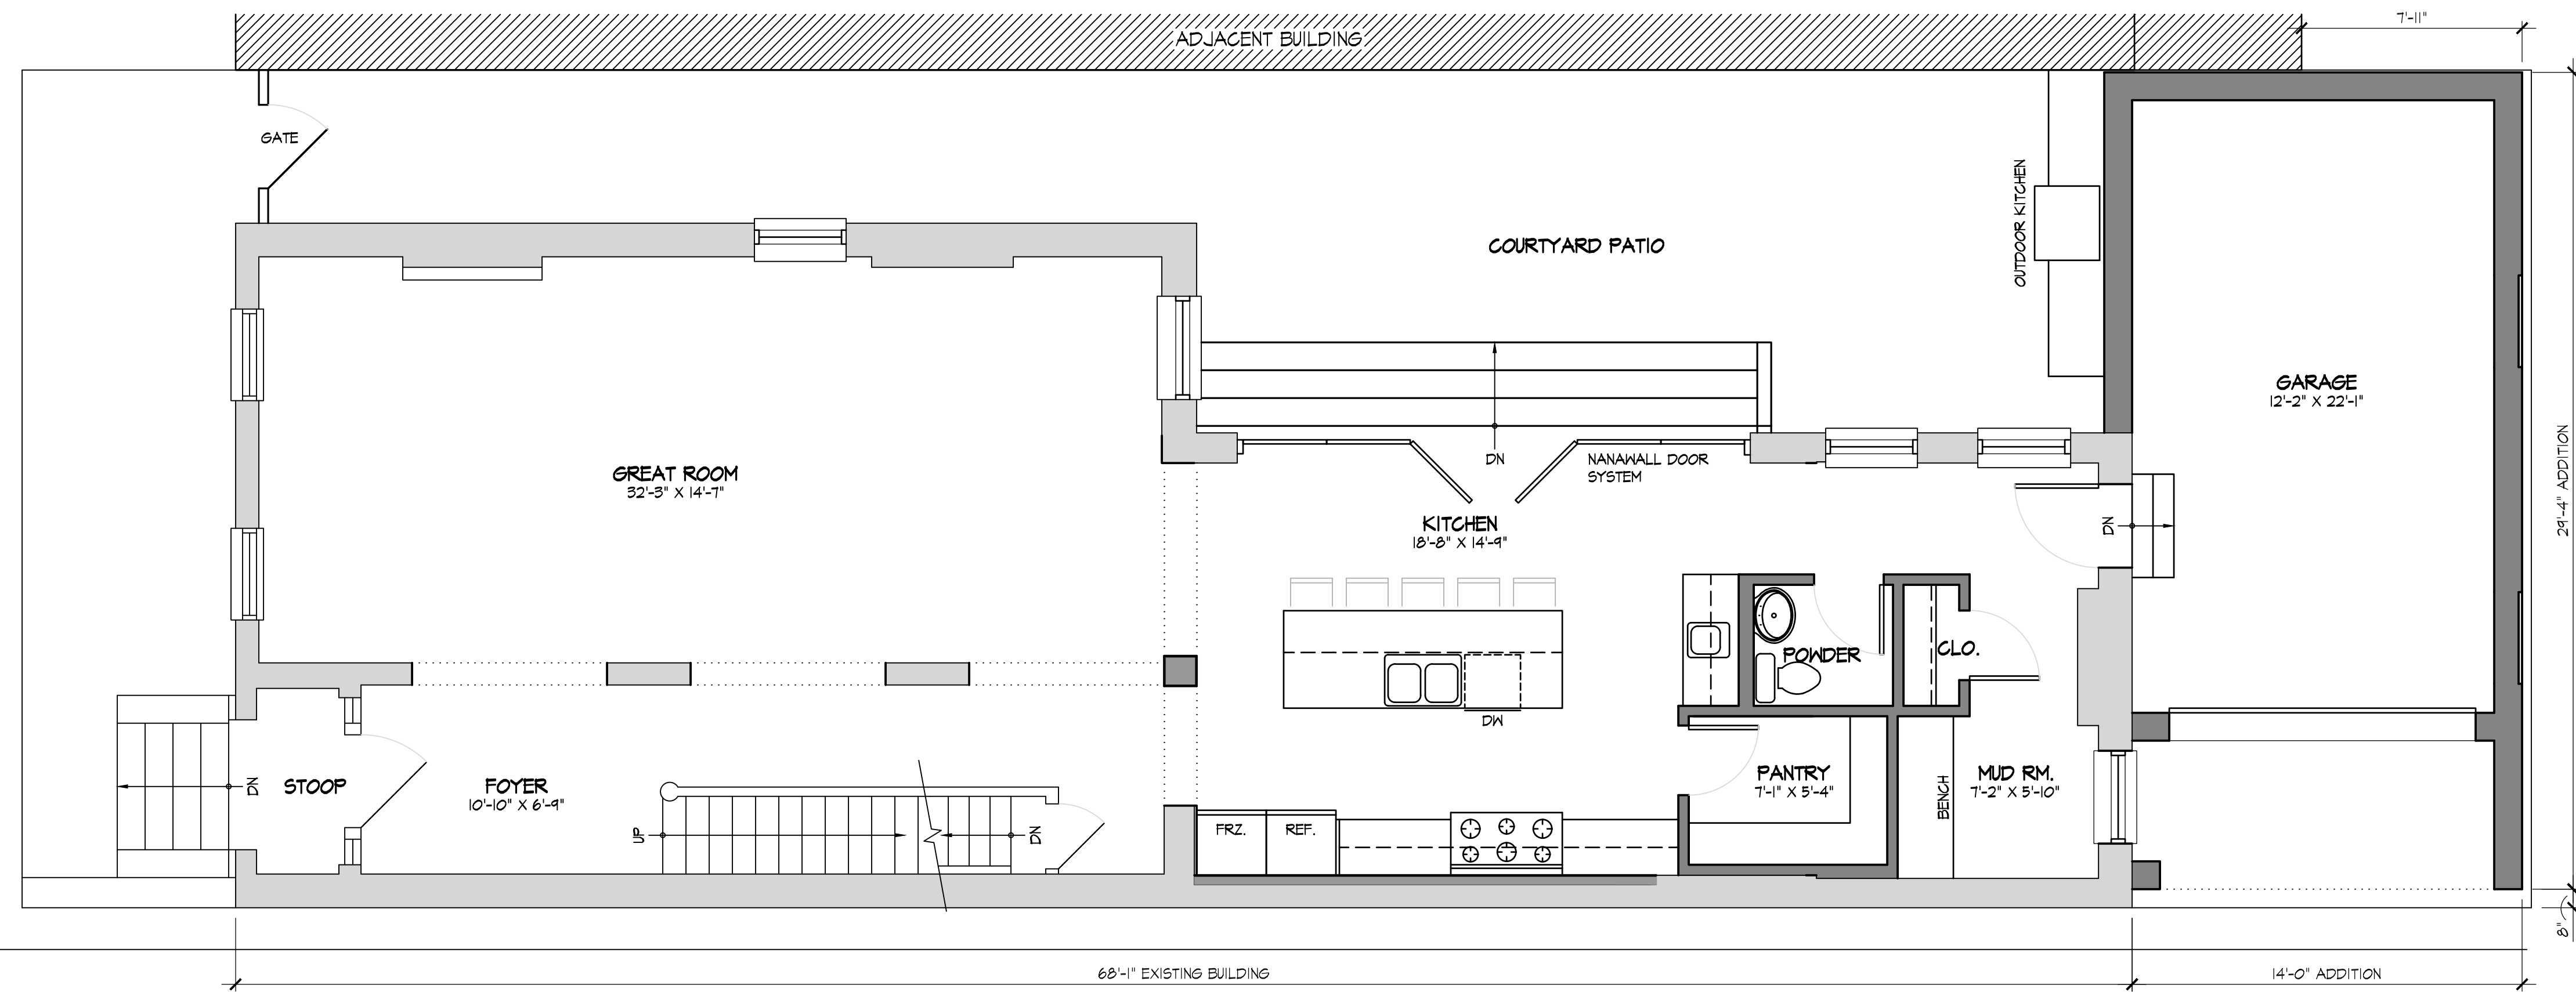 7'-11"
ADJACENT BUILDING
GATE
OUTDOOR KITCHEN
COURTYARD PATIO
GARAGE
12'-2" X 22'-1"
29'-4" ADDITION
GREAT ROOM
32'-3" X 14'-7"
DN
NANAWALL DOOR
SYSTEM
KITCHEN
18'-8" X 14'-9"
DN
POWDER
CLO.
DW
STOOP
DN
FOYER
10'-10" X 6'-9"
UP
DN
FRZ.
REF.
PANTRY
7'-1" X 5'-4"
BENCH
MUD RM.
7'-2" X 5'-10"
8"
68'-1" EXISTING BUILDING
14'-0" ADDITION